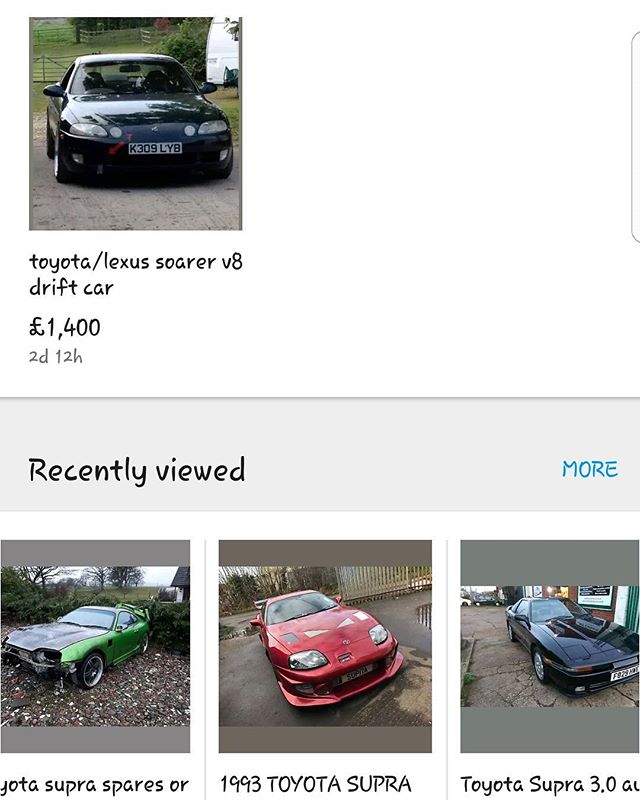 K309 LYB
toyota/lexus soarer v8
drift car
£1,400
2d 12h
Recently viewed
MORE
SUPRA
yota supra spares or
1993 TOYOTA SUPRA
Toyota Supra 3.0 au